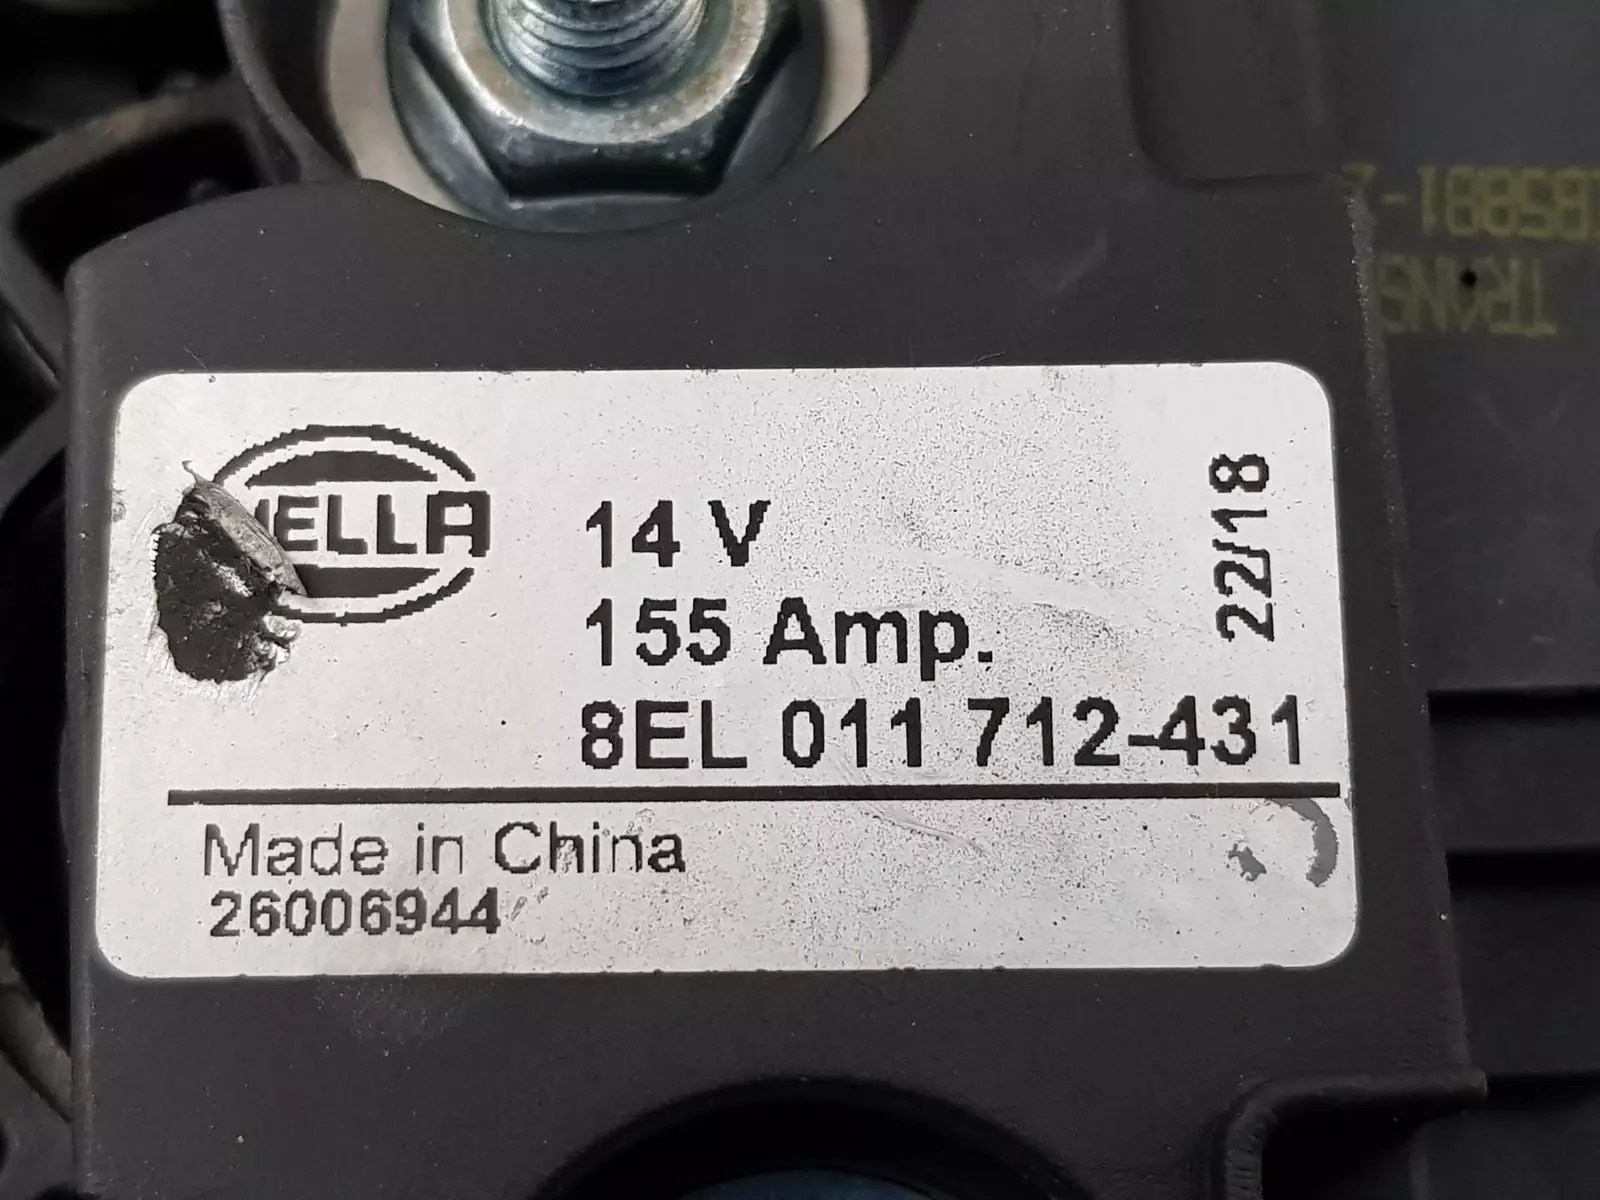 HELLA
14 V
155 Amp.
8EL 011 712-431
22/18
Made in China
26006944